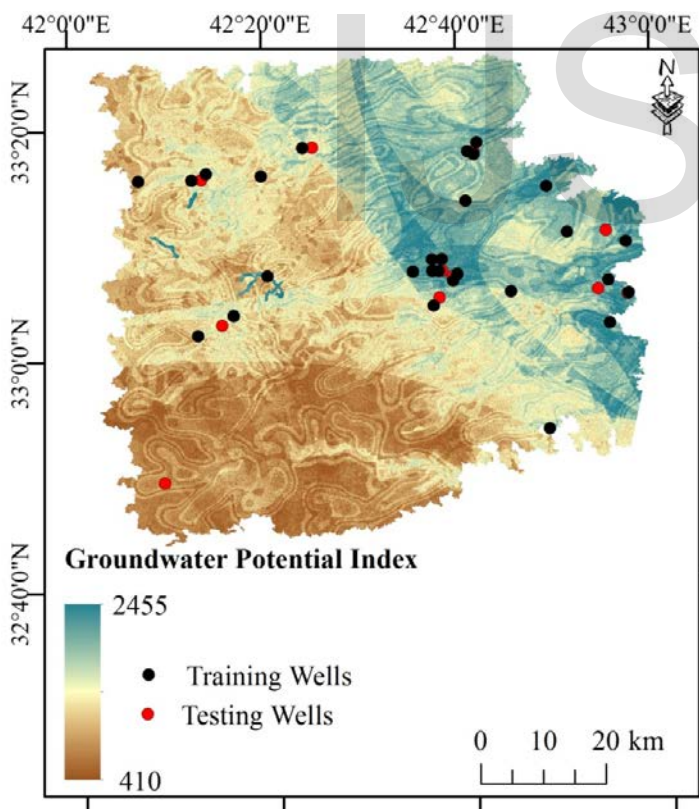 42°0'0"E 42°20'0"E 42°40'0"E 43°0'0"E
N
33°20'0"N
33°0'0"N
32°40'0"N
Groundwater Potential Index
2455
410
Training Wells
Testing Wells
0 10 20 km